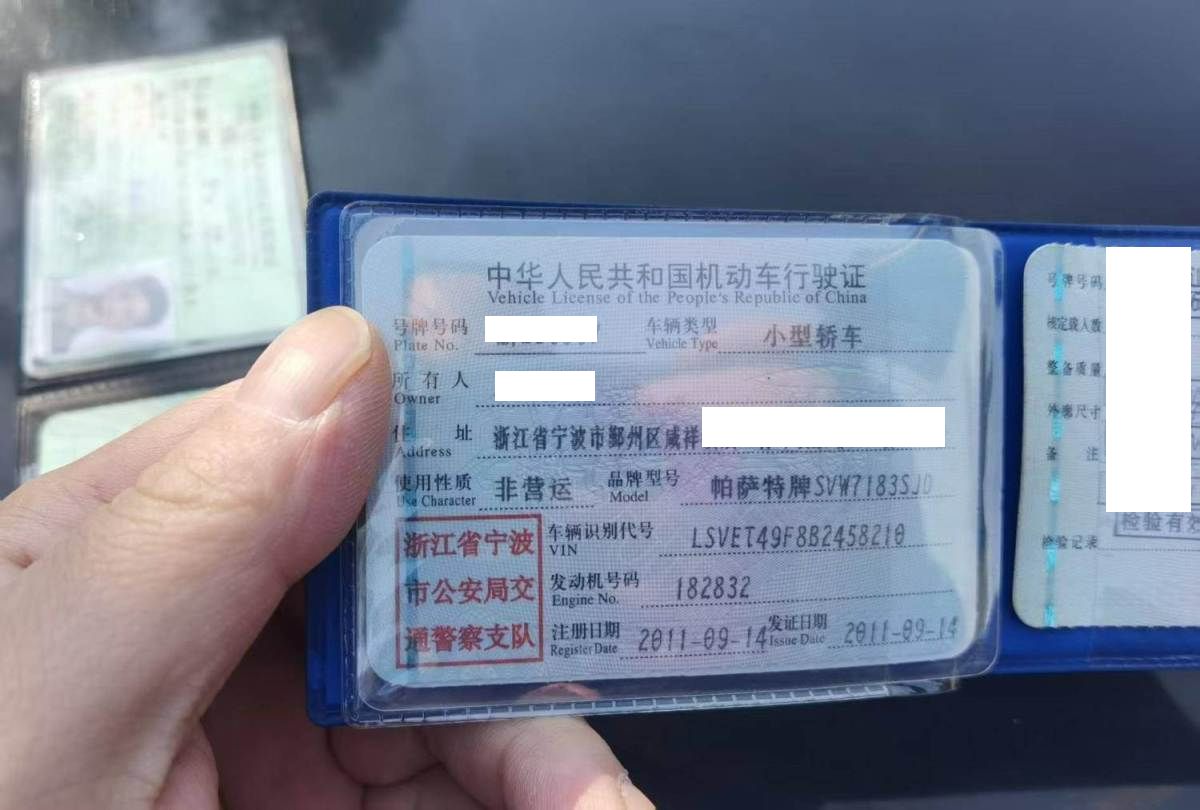 中华人民共和国机动车行驶证
Vehicle License of the People's Republic of China
号牌号码
Plate No.
车辆类型 小型轿车
Vehicle Type
所有人
Owner
住址 浙江省宁波市鄞州区咸祥
Address
使用性质 非营运
Use Character
品牌型号 帕萨特牌SVW7183SJD
Model
浙江省宁波
市公安局交
通警察支队
车辆识别代号 LSVET49F8B2458210
VIN
发动机号码 182832
Engine No.
注册日期 2011-09-14
Register Date
发证日期 2011-09-14
Issue Date
号牌号码
核定载人数
整备质量
外廓尺寸
备注
检验有
检验记录